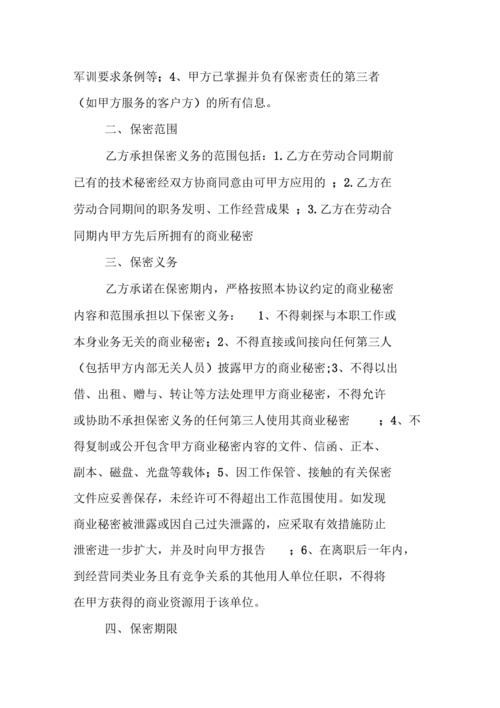 军训要求条例等；4、甲方已掌握并负有保密责任的第三者
（如甲方服务的客户方）的所有信息。
二、保密范围
乙方承担保密义务的范围包括：1.乙方在劳动合同期前
已有的技术秘密经双方协商同意由可甲方应用的 ；2.乙方在
劳动合同期间的职务发明、工作经营成果 ；3.乙方在劳动合
同期内甲方先后所拥有的商业秘密
三、保密义务
乙方承诺在保密期内，严格按照本协议约定的商业秘密
内容和范围承担以下保密义务： 1、不得刺探与本职工作或
本身业务无关的商业秘密；2、不得直接或间接向任何第三人
（包括甲方内部无关人员）披露甲方的商业秘密;3、不得以出
借、出租、赠与、转让等方法处理甲方商业秘密，不得允许
或协助不承担保密义务的任何第三人使用其商业秘密 ；4、不
得复制或公开包含甲方商业秘密内容的文件、信函、正本、
副本、磁盘、光盘等载体；5、因工作保管、接触的有关保密
文件应妥善保存，未经许可不得超出工作范围使用。如发现
商业秘密被泄露或因自己过失泄露的，应采取有效措施防止
泄密进一步扩大，并及时向甲方报告 ；6、在离职后一年内，
到经营同类业务且有竞争关系的其他用人单位任职，不得将
在甲方获得的商业资源用于该单位。
四、保密期限